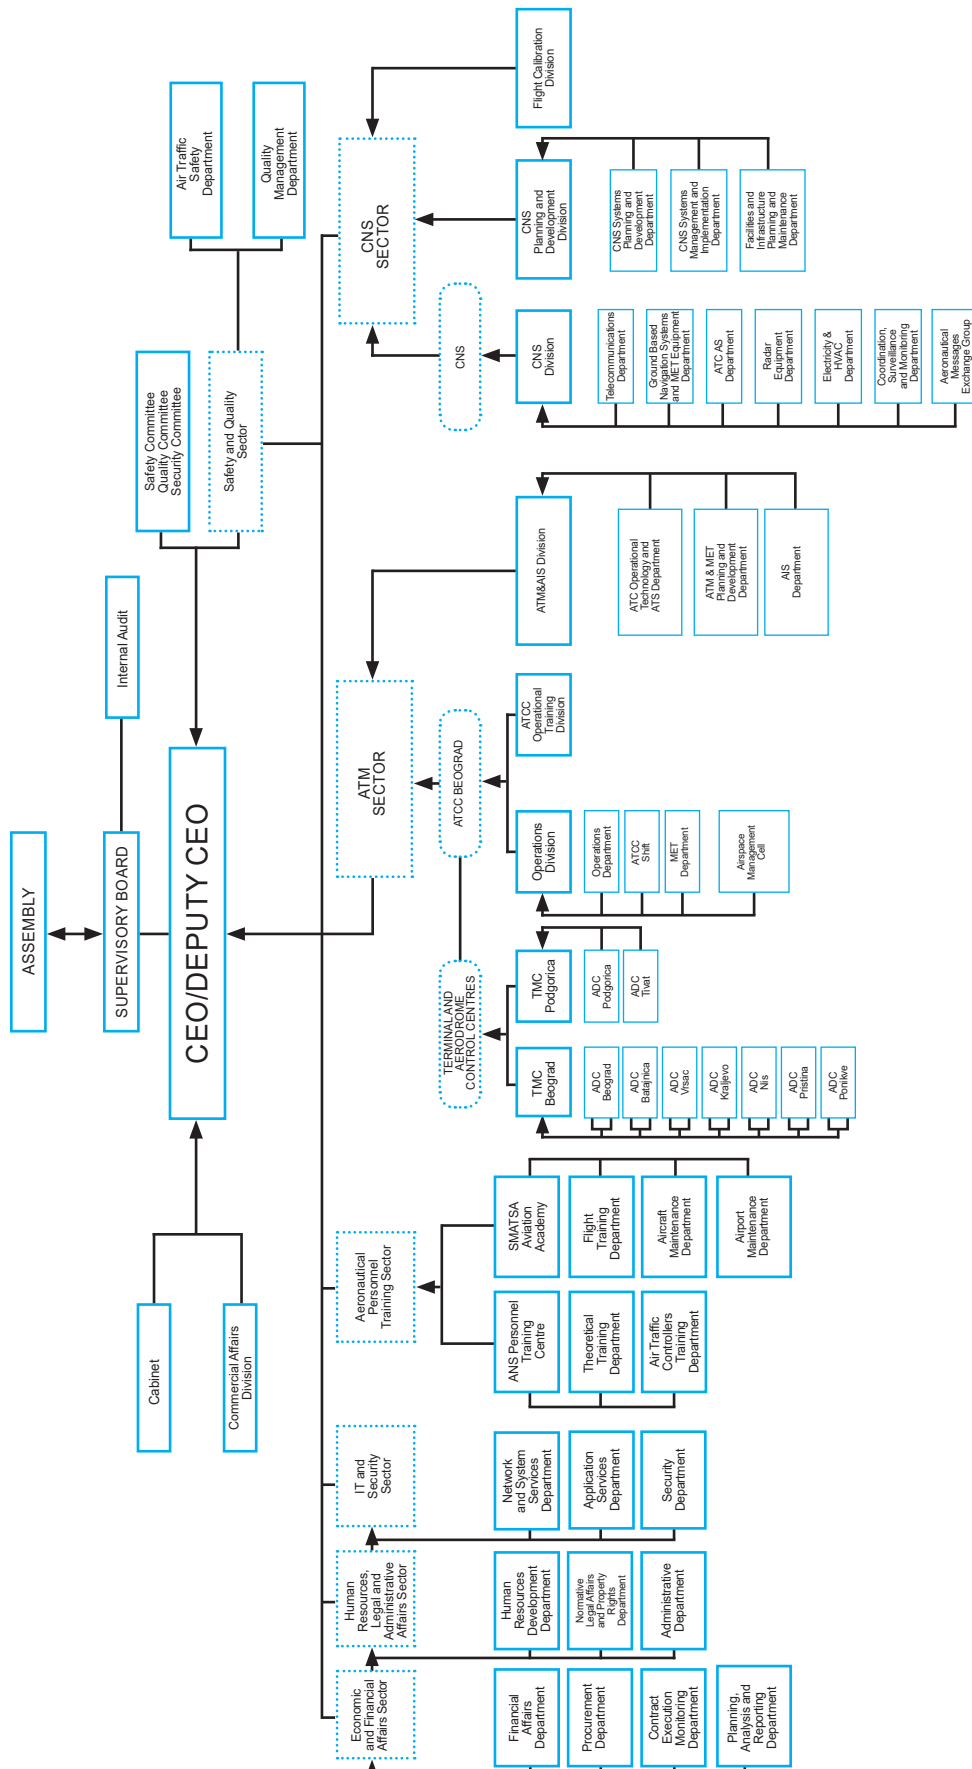 ASSEMBLY
SUPERVISORY BOARD
Internal Audit
CEO/DEPUTY CEO
Cabinet
Commercial Affairs
Division
Safety Committee
Quality Committee
Security Committee
Safety and Quality
Sector
Air Traffic
Safety
Department
Quality
Management
Department
Economic
and Financial
Affairs Sector
Human
Resources,
Legal and
Administrative
Affairs Sector
IT and
Security
Sector
Aeronautical
Personnel
Training Sector
ATM
SECTOR
CNS
SECTOR
TERMINAL AND
AERODROME
CONTROL CENTRES
ATCC BEOGRAD
CNS
Financial
Affairs
Department
Procurement
Department
Contract
Execution
Monitoring
Department
Planning,
Analysis and
Reporting
Department
Human
Resources
Development
Department
Normative
Legal Affairs
and Property
Rights
Department
Administrative
Department
Network
and System
Services
Department
Application
Services
Department
Security
Department
ANS Personnel
Training
Centre
Theoretical
Training
Department
Air Traffic
Controllers
Training
Department
SMATSA
Aviation
Academy
Flight
Training
Department
Aircraft
Maintenance
Department
Airport
Maintenance
Department
TMC
Beograd
ADC
Beograd
ADC
Batajnica
ADC
Vrsac
ADC
Kraljevo
ADC
Nis
ADC
Pristina
ADC
Ponikve
TMC
Podgorica
ADC
Podgorica
ADC
Tivat
Operations
Division
Operations
Department
ATCC
Shift
MET
Department
Airspace
Management
Cell
ATCC
Operational
Training
Division
ATM&AIS Division
ATC Operational
Technology and
ATS Department
ATM & MET
Planning and
Development
Department
AIS
Department
CNS
Division
Telecommunications
Department
Ground Based
Navigation Systems
and MET Equipment
Department
ATC AS
Department
Radar
Equipment
Department
Electricity &
HVAC
Department
Coordination,
Surveillance
and Monitoring
Department
Aeronautical
Messages
Exchange Group
CNS
Planning and
Development
Division
CNS Systems
Planning and
Development
Department
CNS Systems
Management and
Implementation
Department
Facilities and
Infrastructure
Planning and
Maintenance
Department
Flight Calibration
Division